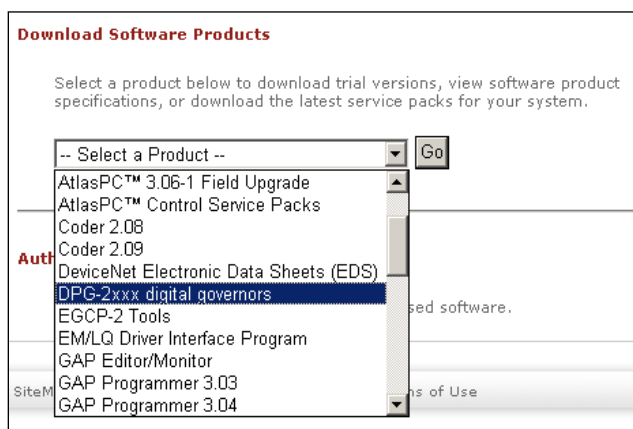 Download Software Products
Select a product below to download trial versions, view software product
specifications, or download the latest service packs for your system.
-- Select a Product --
Go
AtlasPC™ 3.06-1 Field Upgrade
AtlasPC™ Control Service Packs
Coder 2.08
Coder 2.09
Auth
DeviceNet Electronic Data Sheets (EDS)
DPG-2xxx digital governors
EGCP-2 Tools
sed software.
EM/LQ Driver Interface Program
GAP Editor/Monitor
GAP Programmer 3.03
SiteM
ns of Use
GAP Programmer 3.04